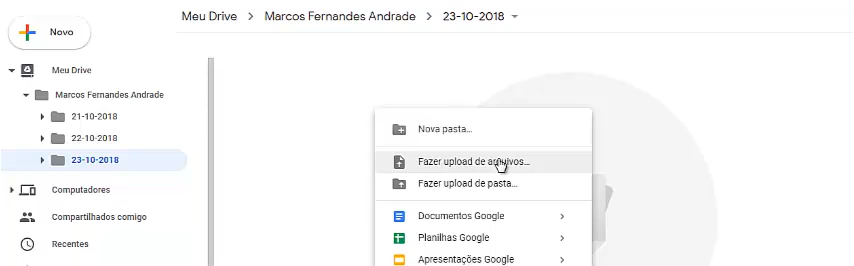 Meu Drive > Marcos Fernandes Andrade > 23-10-2018
Novo
Meu Drive
Marcos Fernandes Andrade
21-10-2018
22-10-2018
23-10-2018
Computadores
Compartilhados comigo
Recentes
Nova pasta...
Fazer upload de arquivos...
Fazer upload de pasta...
Documentos Google
Planilhas Google
Apresentações Google